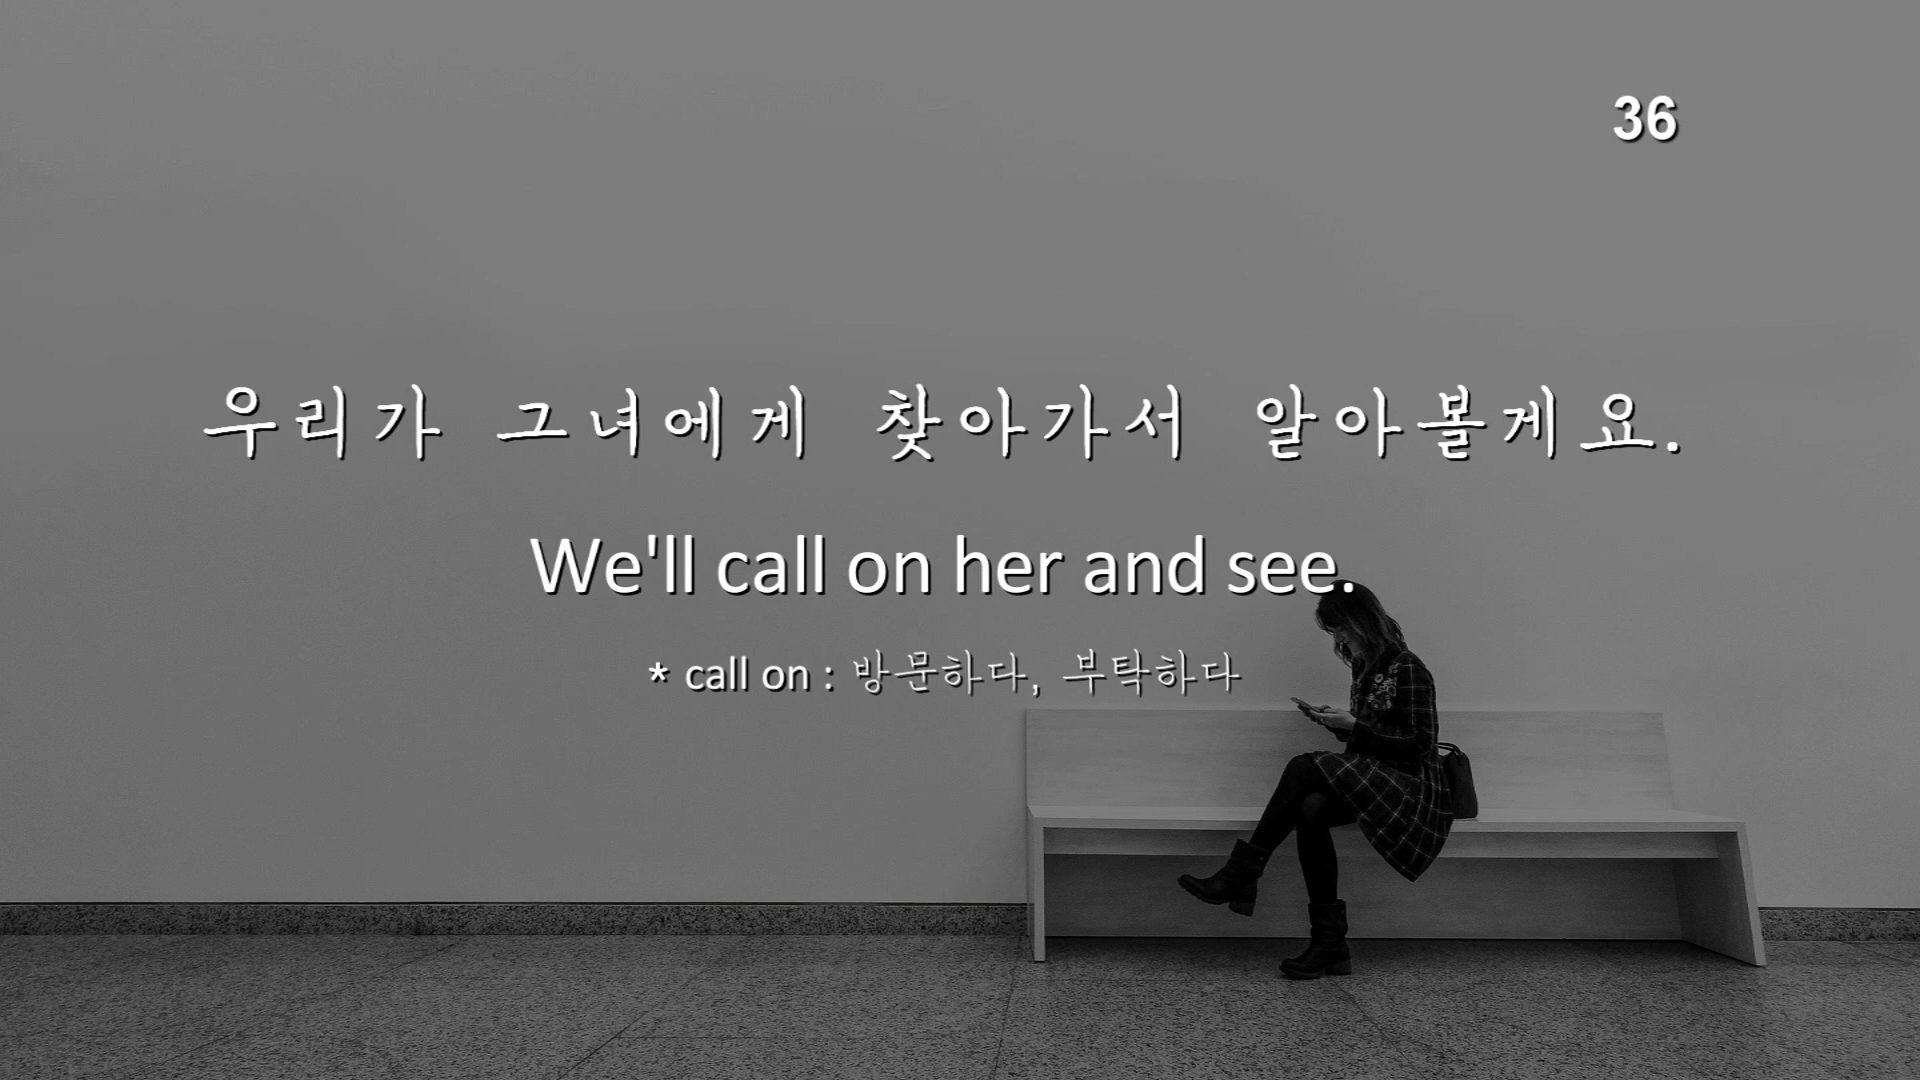 36
우리가 그녀에게 찾아가서 알아볼게요.
We'll call on her and see.
* call on : 방문하다, 부탁하다